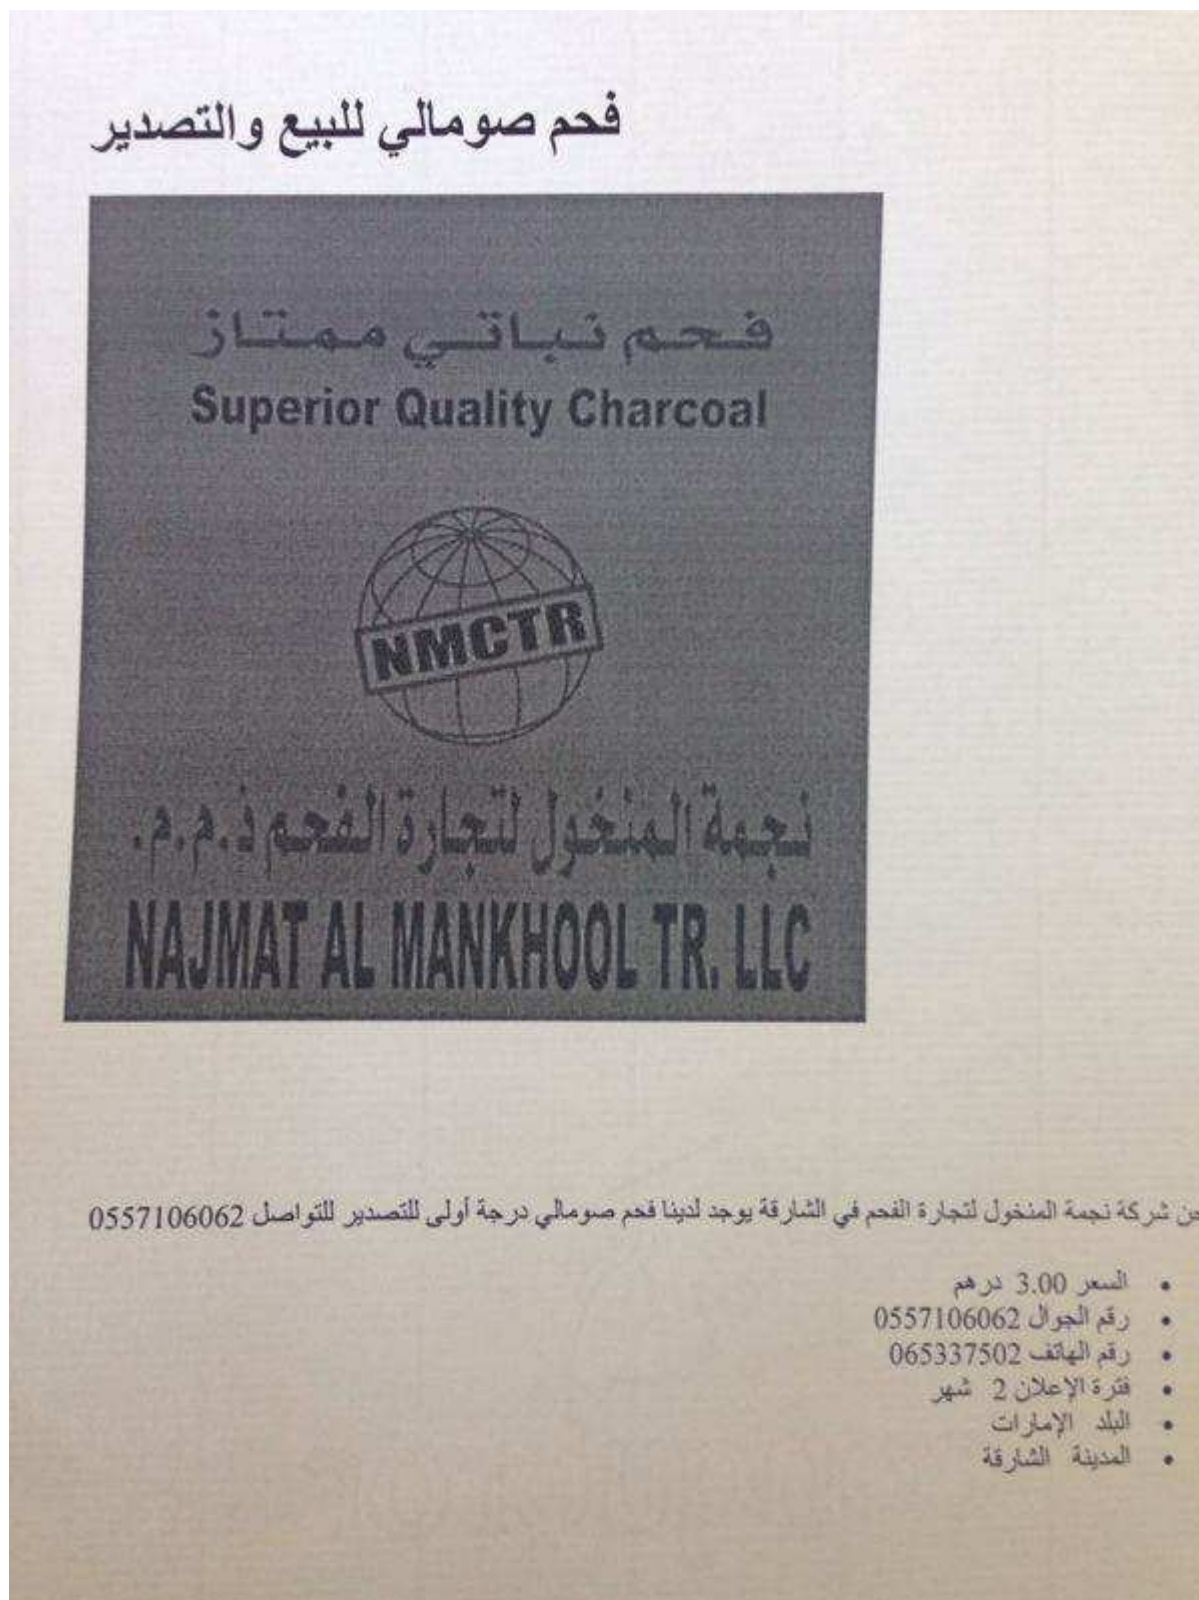 فحم صومالي للبيع والتصدير
فحم نباتي ممتاز
Superior Quality Charcoal
NMCTR
نجمة المنخول لتجارة الفحم ذ.م.م.
NAJMAT AL MANKHOOL TR. LLC
شركة نجمة المنخول لتجارة الفحم في الشارقة يوجد لدينا فحم صومالي درجة أولى للتصدير للتواصل 0557106062
• السعر 3.00 درهم
• رقم الجوال 0557106062
• رقم الهاتف 065337502
• فترة الإعلان 2 شهر
• البلد الإمارات
• المدينة الشارقة